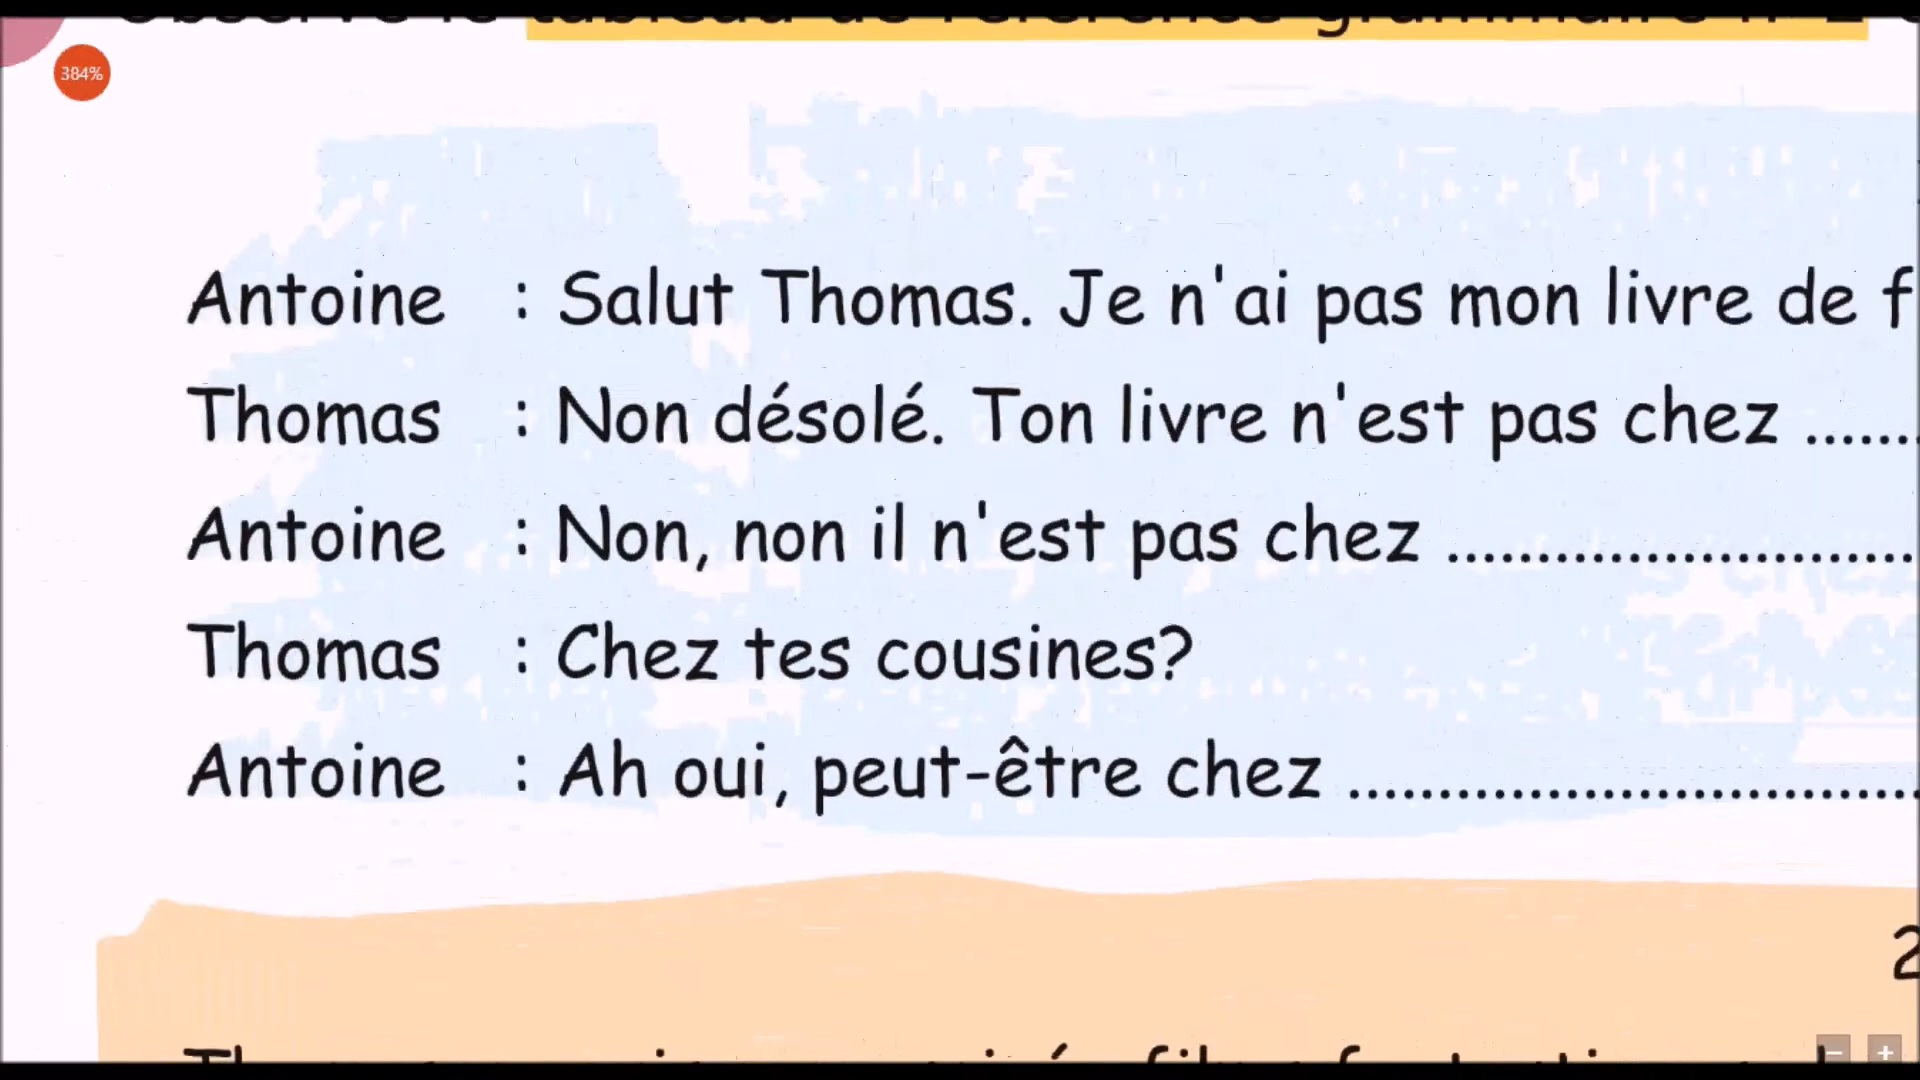 384%
Antoine : Salut Thomas. Je n'ai pas mon livre de f
Thomas : Non désolé. Ton livre n'est pas chez .......
Antoine : Non, non il n'est pas chez ..........................
Thomas : Chez tes cousines?
Antoine : Ah oui, peut-être chez ................................
2